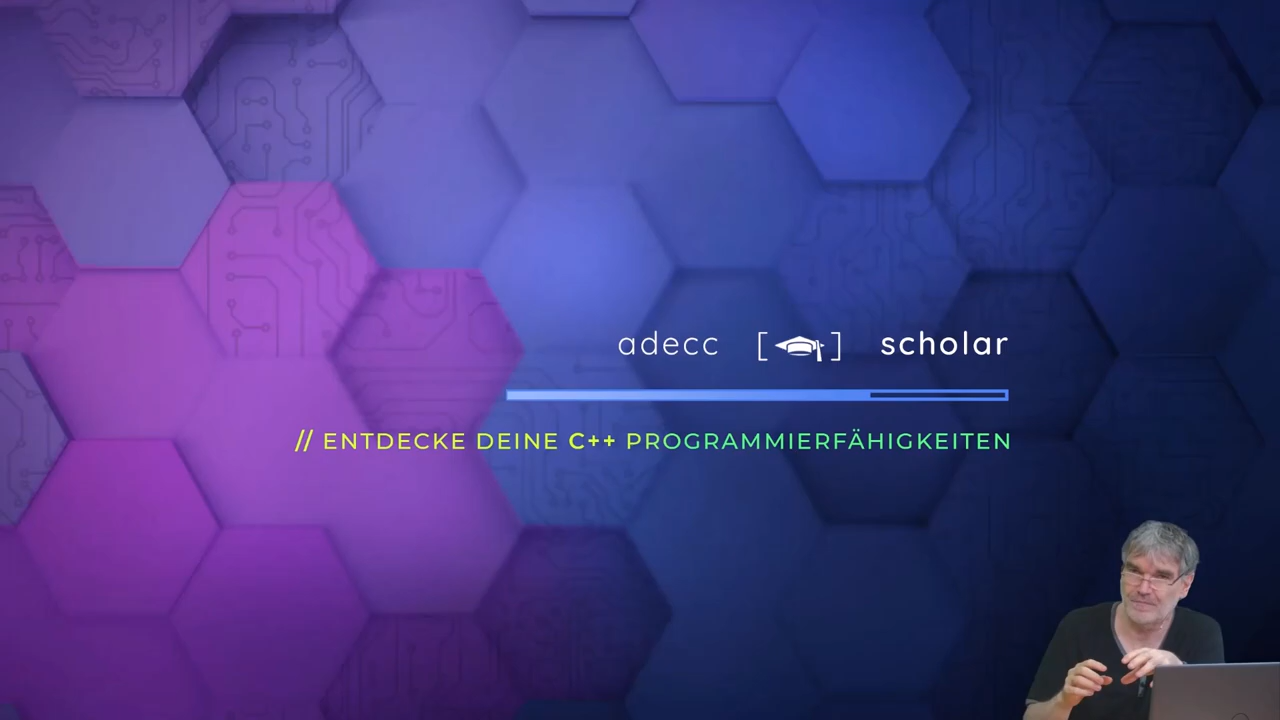 adecc [ ] scholar
// ENTDECKE DEINE C++ PROGRAMMIERFÄHIGKEITEN